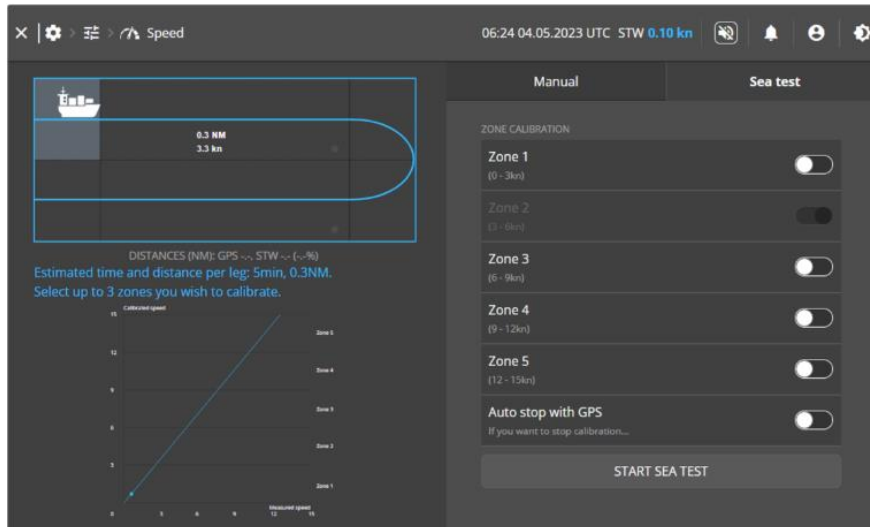 Speed
06:24 04.05.2023 UTC STW 0.10 kn
0.3 NM
3.3 kn
DISTANCES (NM): GPS -.-, STW -.- (-.-%)
Estimated time and distance per leg: 5min, 0.3NM.
Select up to 3 zones you wish to calibrate.
Calibrated speed
15
Zone 5
12
Zone 4
9
Zone 3
6
Zone 2
3
Zone 1
Measured speed
0 3 6 9 12 15
Manual
Sea test
ZONE CALIBRATION
Zone 1
(0 - 3kn)
Zone 2
(3 - 6kn)
Zone 3
(6 - 9kn)
Zone 4
(9 - 12kn)
Zone 5
(12 - 15kn)
Auto stop with GPS
If you want to stop calibration...
START SEA TEST